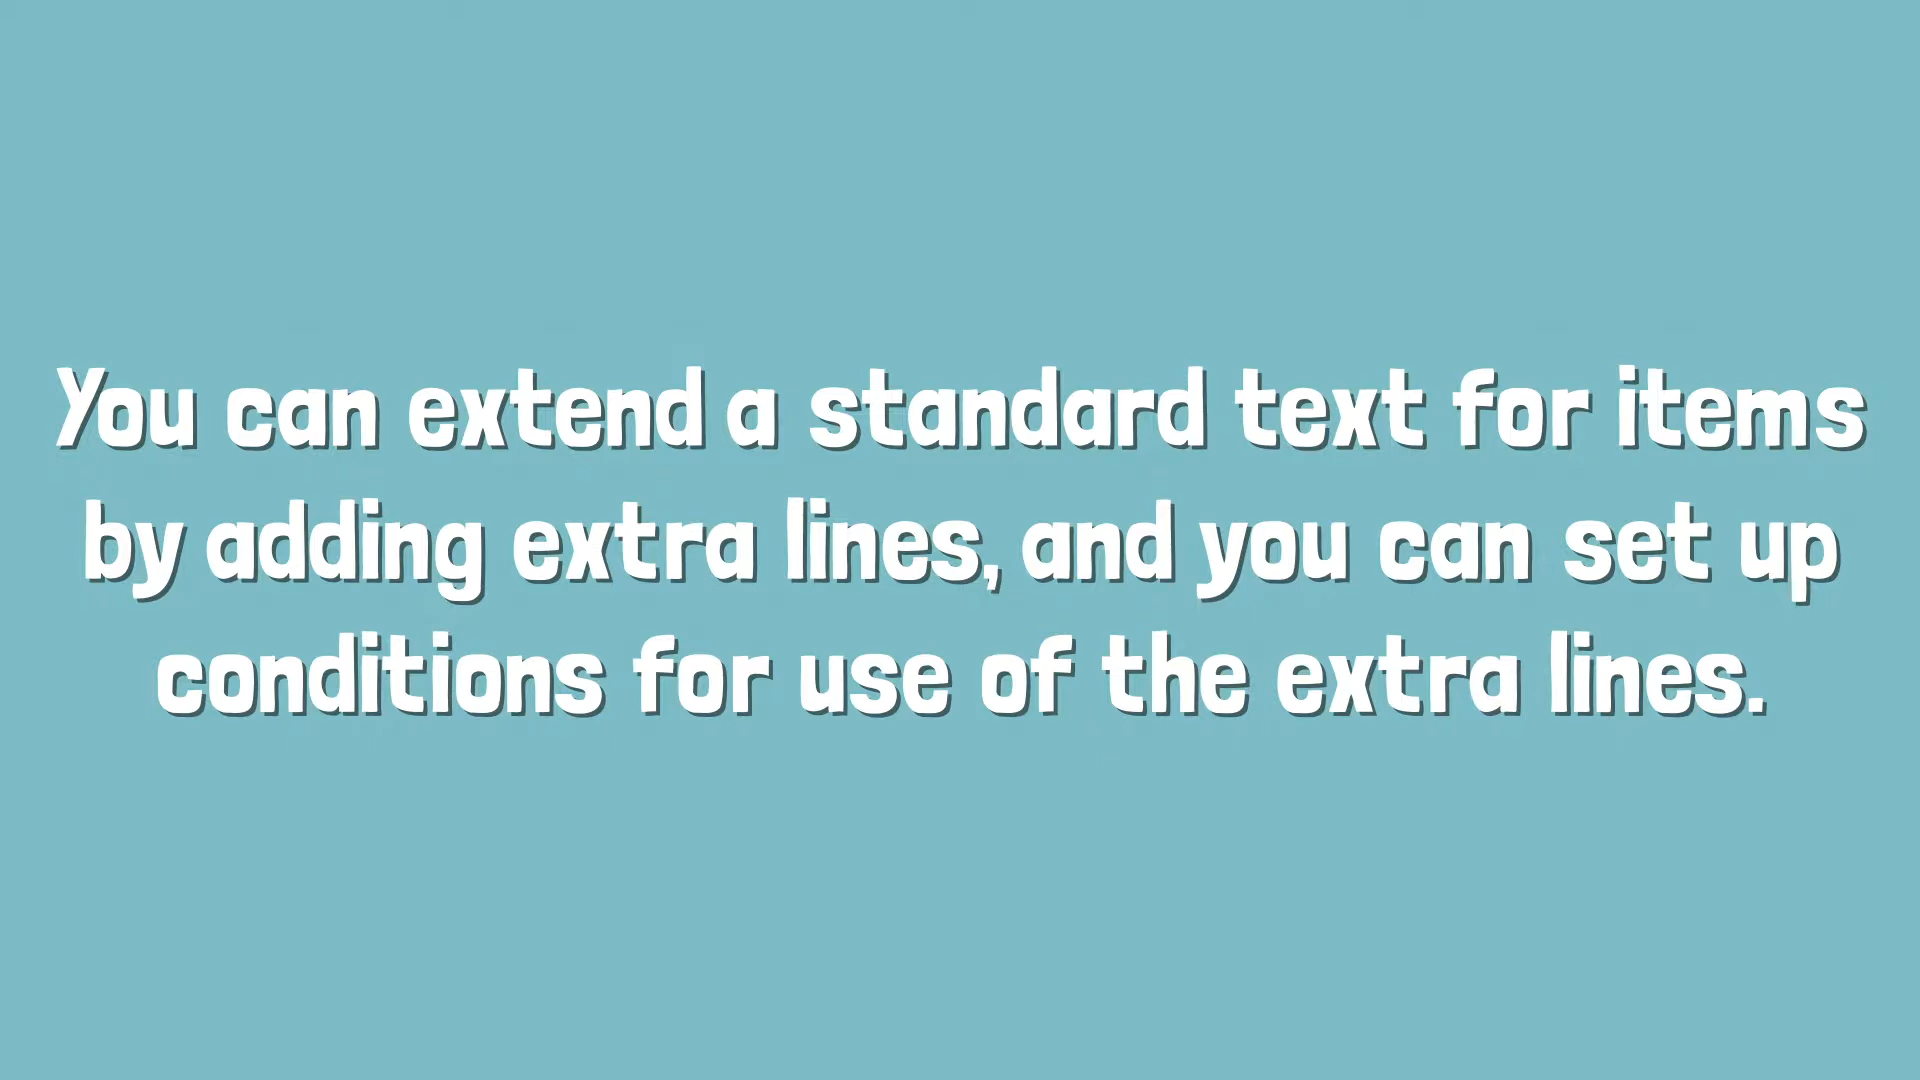 You can extend a standard text for items
by adding extra lines, and you can set up
conditions for use of the extra lines.